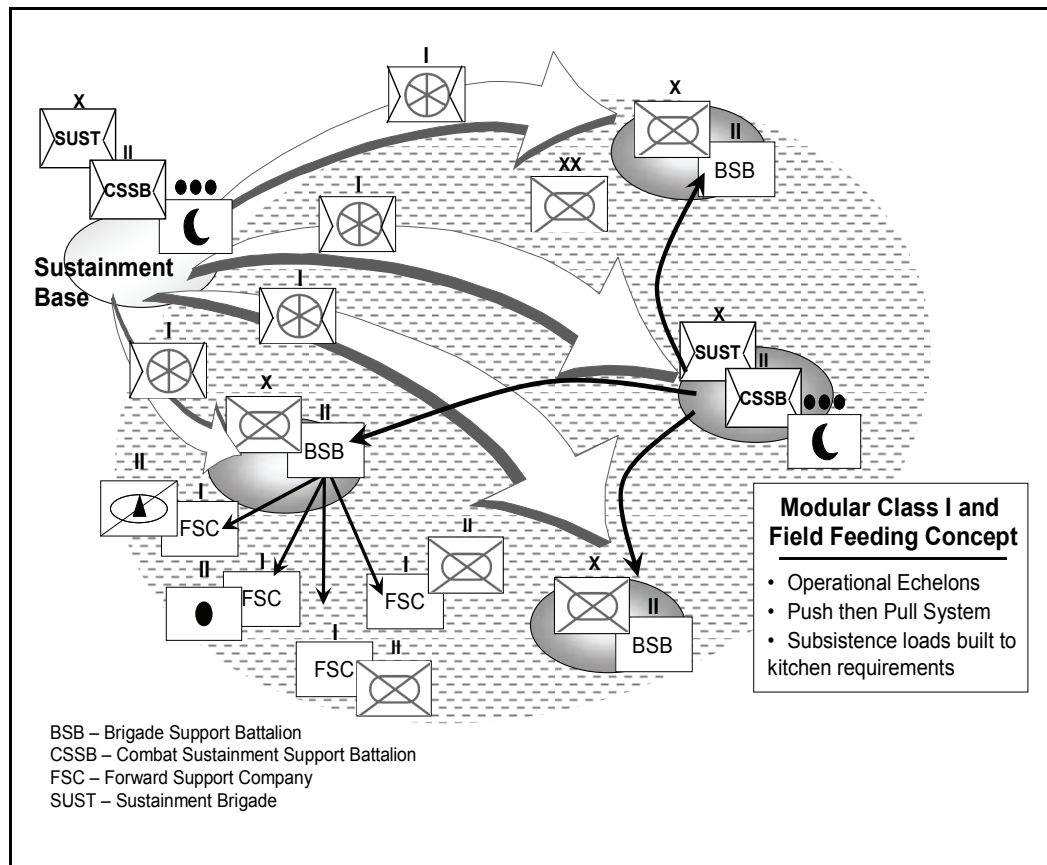 I
X
SUST
II
CSSB
X
II
BSB
XX
I
Sustainment
Base
I
I
X
SUST
II
CSSB
X
II
BSB
II
I
FSC
II
I
FSC
II
I
FSC
I
FSC
II
X
II
BSB
Modular Class I and
Field Feeding Concept
• Operational Echelons
• Push then Pull System
• Subsistence loads built to
kitchen requirements
BSB – Brigade Support Battalion
CSSB – Combat Sustainment Support Battalion
FSC – Forward Support Company
SUST – Sustainment Brigade